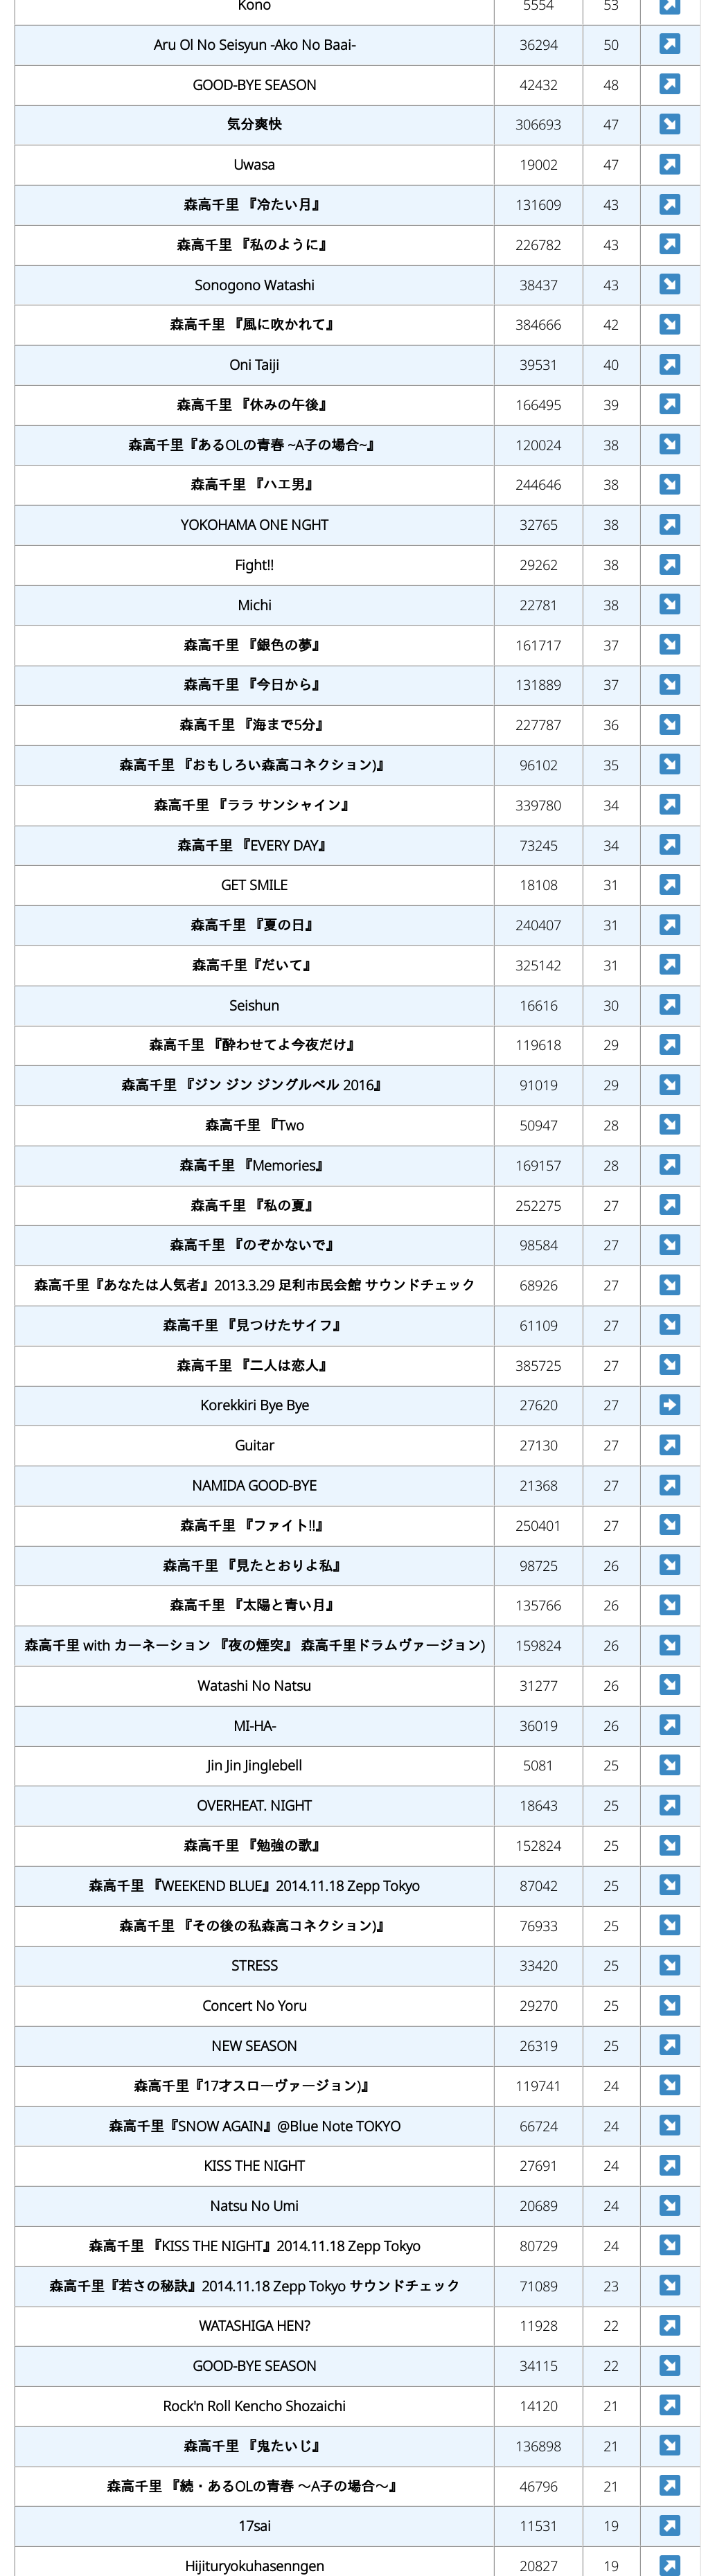 Kono 5554 53
Aru Ol No Seisyun -Ako No Baai- 36294 50
GOOD-BYE SEASON 42432 48
気分爽快 306693 47
Uwasa 19002 47
森高千里 『冷たい月』 131609 43
森高千里 『私のように』 226782 43
Sonogono Watashi 38437 43
森高千里 『風に吹かれて』 384666 42
Oni Taiji 39531 40
森高千里 『休みの午後』 166495 39
森高千里『あるOLの青春 ~A子の場合~』 120024 38
森高千里 『ハエ男』 244646 38
YOKOHAMA ONE NGHT 32765 38
Fight!! 29262 38
Michi 22781 38
森高千里 『銀色の夢』 161717 37
森高千里 『今日から』 131889 37
森高千里 『海まで5分』 227787 36
森高千里 『おもしろい森高コネクション)』 96102 35
森高千里 『ララ サンシャイン』 339780 34
森高千里 『EVERY DAY』 73245 34
GET SMILE 18108 31
森高千里 『夏の日』 240407 31
森高千里『だいて』 325142 31
Seishun 16616 30
森高千里 『酔わせてよ今夜だけ』 119618 29
森高千里 『ジン ジン ジングルベル 2016』 91019 29
森高千里 『Two 50947 28
森高千里 『Memories』 169157 28
森高千里 『私の夏』 252275 27
森高千里 『のぞかないで』 98584 27
森高千里『あなたは人気者』2013.3.29 足利市民会館 サウンドチェック 68926 27
森高千里 『見つけたサイフ』 61109 27
森高千里 『二人は恋人』 385725 27
Korekkiri Bye Bye 27620 27
Guitar 27130 27
NAMIDA GOOD-BYE 21368 27
森高千里 『ファイト!!』 250401 27
森高千里 『見たとおりよ私』 98725 26
森高千里 『太陽と青い月』 135766 26
森高千里 with カーネーション 『夜の煙突』 森高千里ドラムヴァージョン) 159824 26
Watashi No Natsu 31277 26
MI-HA- 36019 26
Jin Jin Jinglebell 5081 25
OVERHEAT. NIGHT 18643 25
森高千里 『勉強の歌』 152824 25
森高千里 『WEEKEND BLUE』2014.11.18 Zepp Tokyo 87042 25
森高千里 『その後の私森高コネクション)』 76933 25
STRESS 33420 25
Concert No Yoru 29270 25
NEW SEASON 26319 25
森高千里『17才スローヴァージョン)』 119741 24
森高千里『SNOW AGAIN』@Blue Note TOKYO 66724 24
KISS THE NIGHT 27691 24
Natsu No Umi 20689 24
森高千里 『KISS THE NIGHT』2014.11.18 Zepp Tokyo 80729 24
森高千里『若さの秘訣』2014.11.18 Zepp Tokyo サウンドチェック 71089 23
WATASHIGA HEN? 11928 22
GOOD-BYE SEASON 34115 22
Rock'n Roll Kencho Shozaichi 14120 21
森高千里 『鬼たいじ』 136898 21
森高千里 『続・あるOLの青春 〜A子の場合〜』 46796 21
17sai 11531 19
Hijituryokuhasenngen 20827 19